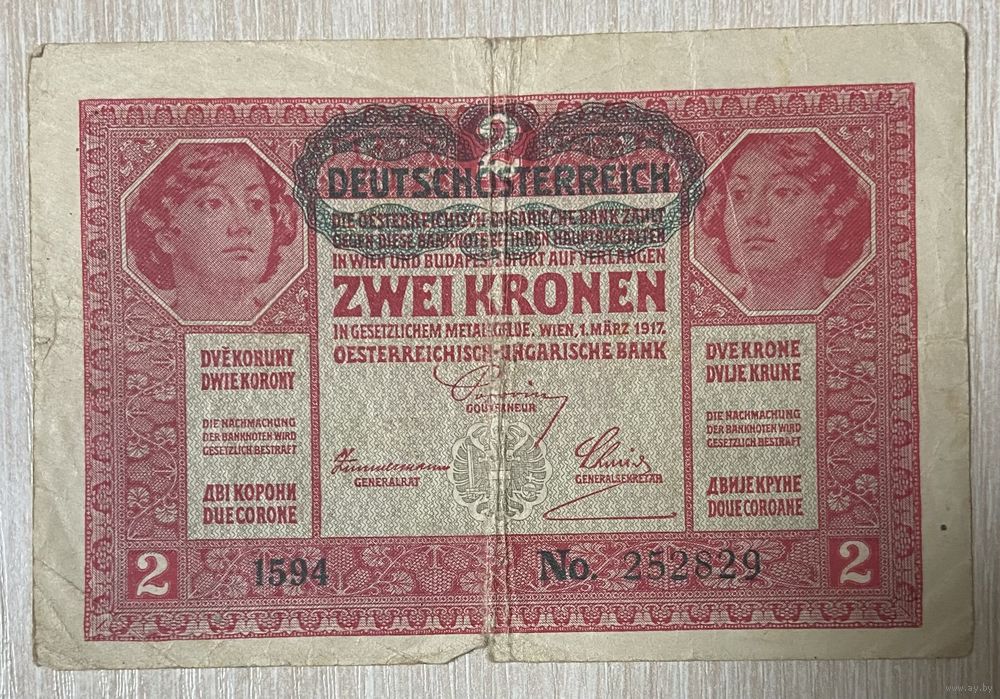 2
DEUTSCHÖSTERREICH
DIE OESTERREICHISCH-UNGARISCHE BANK ZAHLT
GEGEN DIESE BANKNOTE BEI IHREN HAUPTANSTALTEN
IN WIEN UND BUDAPEST SOFORT AUF VERLANGEN
ZWEI KRONEN
IN GESETZLICHEM METALLGELDE. WIEN, 1. MÄRZ 1917.
OESTERREICHISCH-UNGARISCHE BANK
GOUVERNEUR
GENERALRAT
GENERALSEKRETÄR
DVĚ KORUNY
DWIE KORONY
DIE NACHMACHUNG
DER BANKNOTEN WIRD
GESETZLICH BESTRAFT
ДВІ КОРОНИ
DUE CORONE
DVE KRONE
DVIJE KRUNE
DIE NACHMACHUNG
DER BANKNOTEN WIRD
GESETZLICH BESTRAFT
ДВИЈЕ КРУНЕ
DOUE COROANE
2
1594
No. 252829
2
www.ay.by